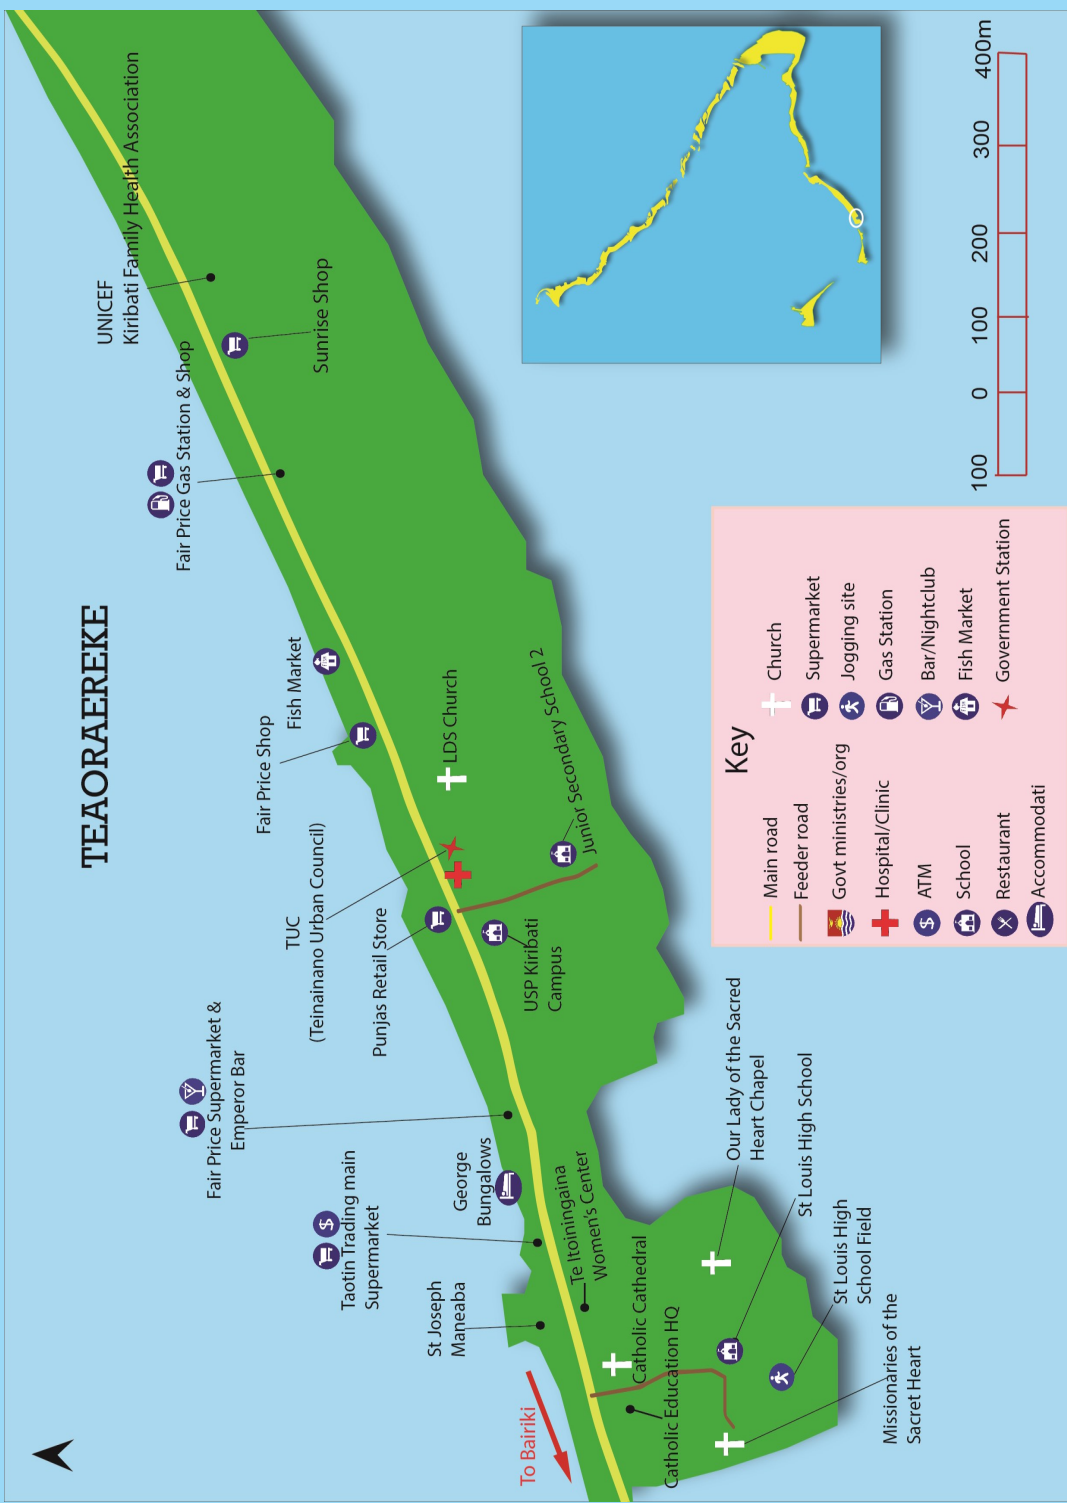 TEAORAEREKE
UNICEF
Kiribati Family Health Association
Sunrise Shop
Fair Price Gas Station & Shop
Fish Market
Fair Price Shop
LDS Church
Junior Secondary School 2
TUC
(Teinainano Urban Council)
Punjas Retail Store
USP Kiribati
Campus
Fair Price Supermarket &
Emperor Bar
George
Bungalows
Taotin Trading main
Supermarket
St Joseph
Maneaba
Te Itoiningaina
Women's Center
Catholic Cathedral
Catholic Education HQ
To Bairiki
Our Lady of the Sacred
Heart Chapel
St Louis High School
St Louis High
School Field
Missionaries of the
Sacret Heart
Key
Main road
Feeder road
Govt ministries/org
Hospital/Clinic
$ ATM
School
Restaurant
Accommodati
Church
Supermarket
Jogging site
Gas Station
Bar/Nightclub
Fish Market
Government Station
100 0 100 200 300 400m